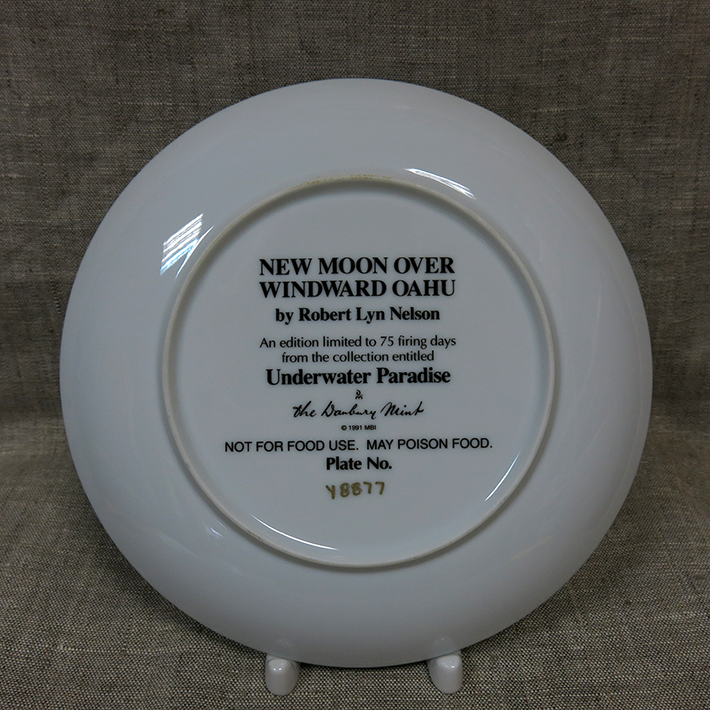 NEW MOON OVER
WINDWARD OAHU
by Robert Lyn Nelson
An edition limited to 75 firing days
from the collection entitled
Underwater Paradise
the Danbury Mint
© 1991 MBI
NOT FOR FOOD USE. MAY POISON FOOD.
Plate No.
Y8677